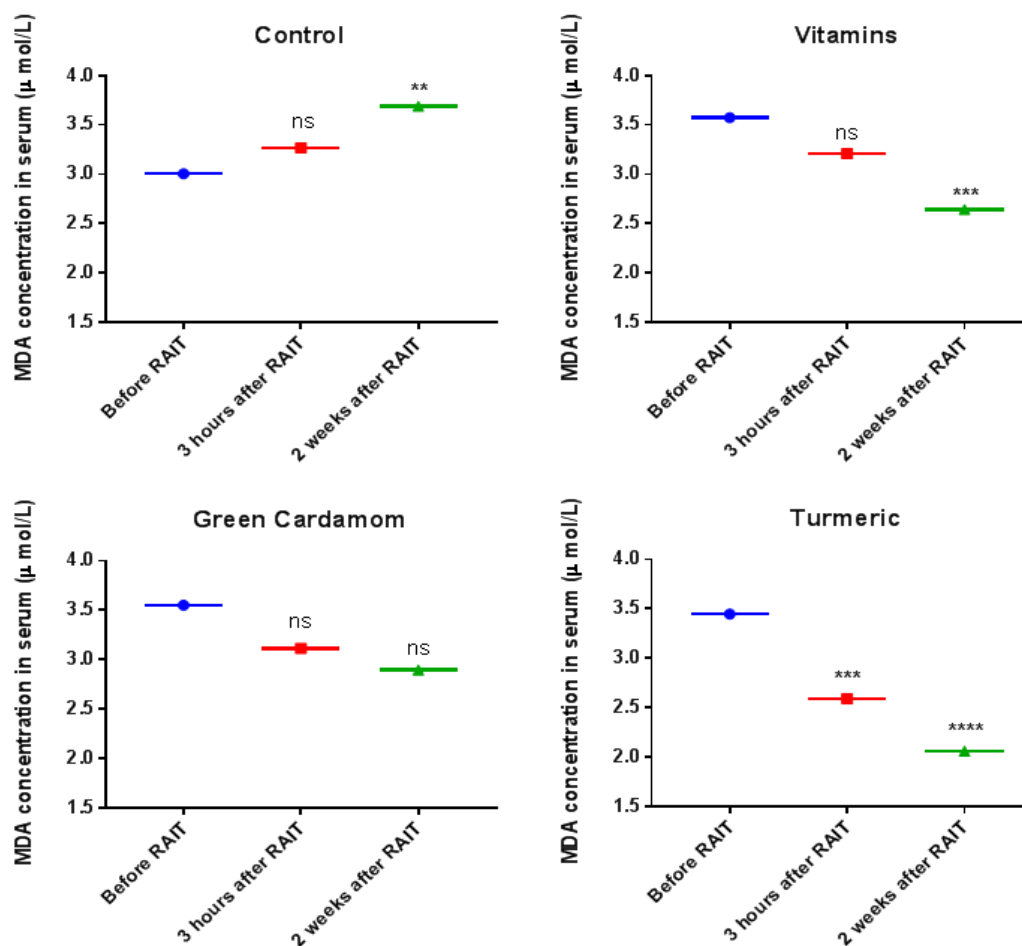 Control
MDA concentration in serum (µ mol/L)
4.0
3.5
3.0
2.5
2.0
1.5
ns
**
Before RAIT
3 hours after RAIT
2 weeks after RAIT
Vitamins
MDA concentration in serum (µ mol/L)
4.0
3.5
3.0
2.5
2.0
1.5
ns
***
Before RAIT
3 hours after RAIT
2 weeks after RAIT
Green Cardamom
MDA concentration in serum (µ mol/L)
4.0
3.5
3.0
2.5
2.0
1.5
ns
ns
Before RAIT
3 hours after RAIT
2 weeks after RAIT
Turmeric
MDA concentration in serum (µ mol/L)
4.0
3.5
3.0
2.5
2.0
1.5
***
****
Before RAIT
3 hours after RAIT
2 weeks after RAIT